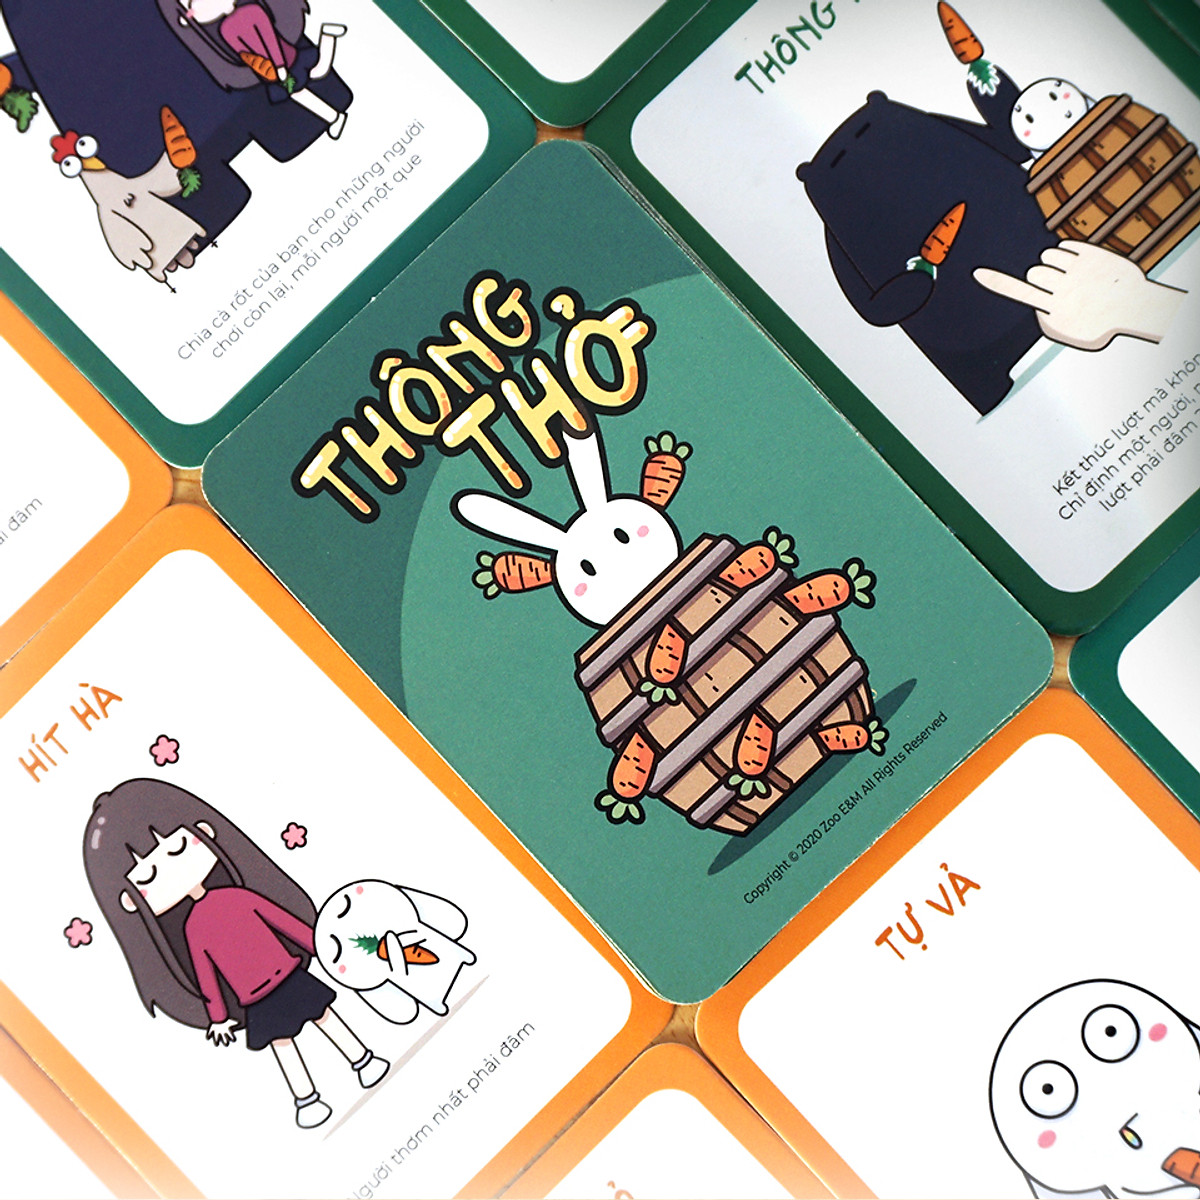 Chia cà rốt của bạn cho những người
chơi còn lại, mỗi người một que
THÔNG
Kết thúc lượt mà
Chỉ định một người,
lượt phải đâm
THÔNG
THỎ
Copyright © 2020 Zoo E&M All Rights Reserved
đâm
HÍT HÀ
Người thơm nhất phải đâm
TỰ VẢ